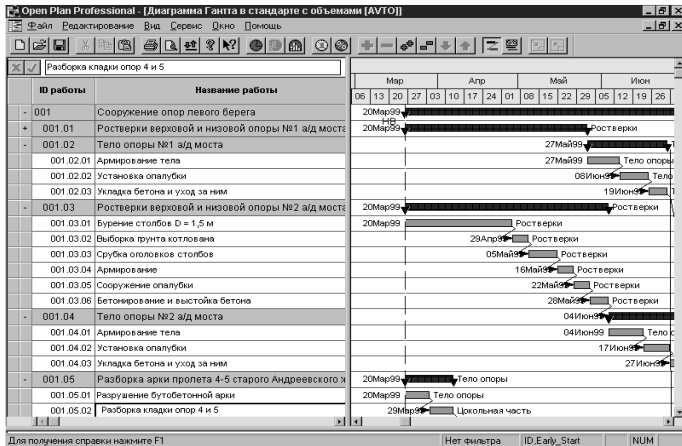 Open Plan Professional - [Диаграмма Гантта в стандарте с объемами [AVTO]]
Файл Редактирование Вид Сервис Окно Помощь
Разборка кладки опор 4 и 5
ID работы Название работы
Мар Апр Май Июн
06 13 20 27 03 10 17 24 01 08 15 22 29 05 12 19 26
- 001 Сооружение опор левого берега 20Мар99
НВ
+ 001.01 Ростверки верховой и низовой опоры №1 а/д моста 20Мар99 Ростверки
- 001.02 Тело опоры №1 а/д моста 27Май99
001.02.01 Армирование тела 27Май99 Тело опоры
001.02.02 Установка опалубки 08Июн99 Тело
001.02.03 Укладка бетона и уход за ним 19Июн99
- 001.03 Ростверки верховой и низовой опоры №2 а/д моста 20Мар99 Ростверки
001.03.01 Бурение столбов D = 1,5 м 20Мар99 Ростверки
001.03.02 Выборка грунта котлована 29Апр99 Ростверки
001.03.03 Срубка оголовков столбов 05Май99 Ростверки
001.03.04 Армирование 16Май99 Ростверки
001.03.05 Сооружение опалубки 22Май99 Ростверки
001.03.06 Бетонирование и выстойка бетона 28Май99 Ростверки
- 001.04 Тело опоры №2 а/д моста 04Июн99
001.04.01 Армирование тела 04Июн99 Тело
001.04.02 Установка опалубки 17Июн99
001.04.03 Укладка бетона и уход за ним 27Июн99
- 001.05 Разборка арки пролета 4-5 старого Андреевского 20Мар99 Тело опоры
001.05.01 Разрушение бутобетонной арки 20Мар99 Тело опоры
001.05.02 Разборка кладки опор 4 и 5 29Мар99 Цокольная часть
Для получения справки нажмите F1 Нет фильтра ID,Early_Start NUM